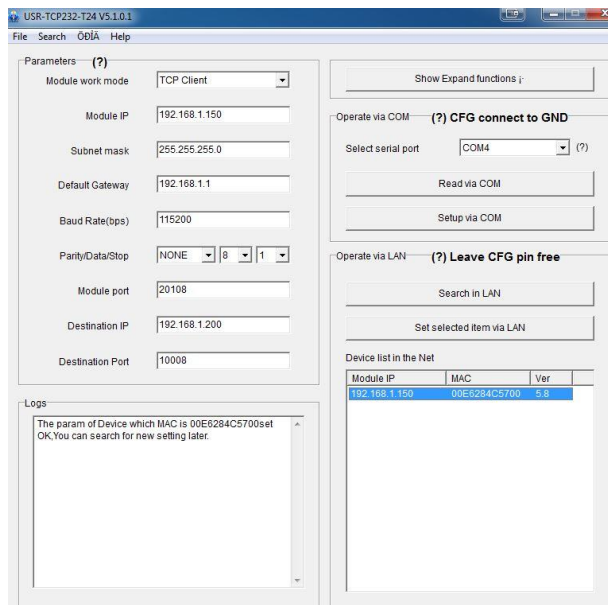 USR-TCP232-T24 V5.1.0.1
File Search ÖÐÎÄ Help
Parameters (?)
Module work mode TCP Client
Module IP 192.168.1.150
Subnet mask 255.255.255.0
Default Gateway 192.168.1.1
Baud Rate(bps) 115200
Parity/Data/Stop NONE 8 1
Module port 20108
Destination IP 192.168.1.200
Destination Port 10008
Logs
The param of Device which MAC is 00E6284C5700set
OK,You can search for new setting later.
Show Expand functions ¡·
Operate via COM (?) CFG connect to GND
Select serial port COM4 (?)
Read via COM
Setup via COM
Operate via LAN (?) Leave CFG pin free
Search in LAN
Set selected item via LAN
Device list in the Net
Module IP MAC Ver
192.168.1.150 00E6284C5700 5.8